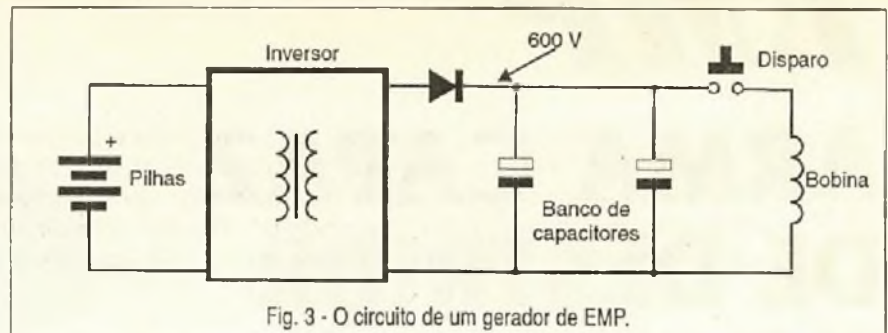 600 V
Inversor
Disparo
+
Pilhas
Bobina
Banco de
capacitores
Fig. 3 - O circuito de um gerador de EMP.